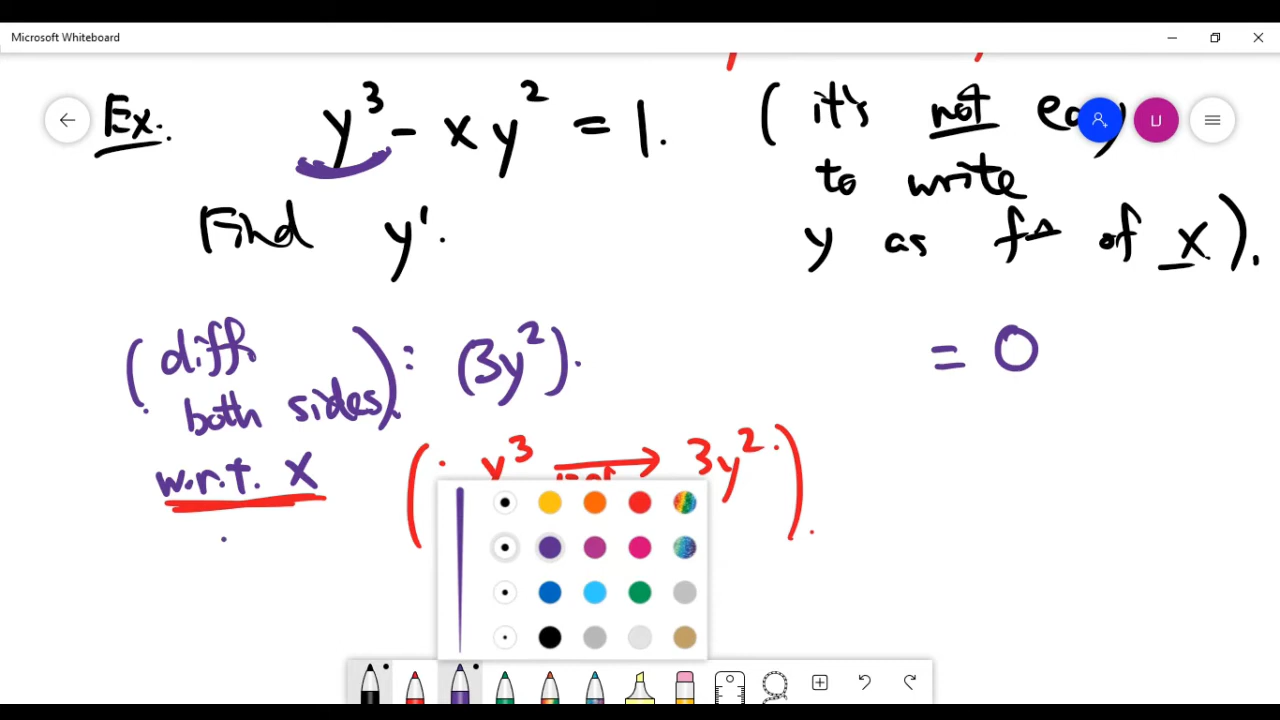 Microsoft Whiteboard
Ex. y³ - xy² = 1. (it's not
to write
y as fn of x).
Find y'.
(diff both sides): (3y²). = 0
w.r.t. x
(. y³ → 3y². ).
U